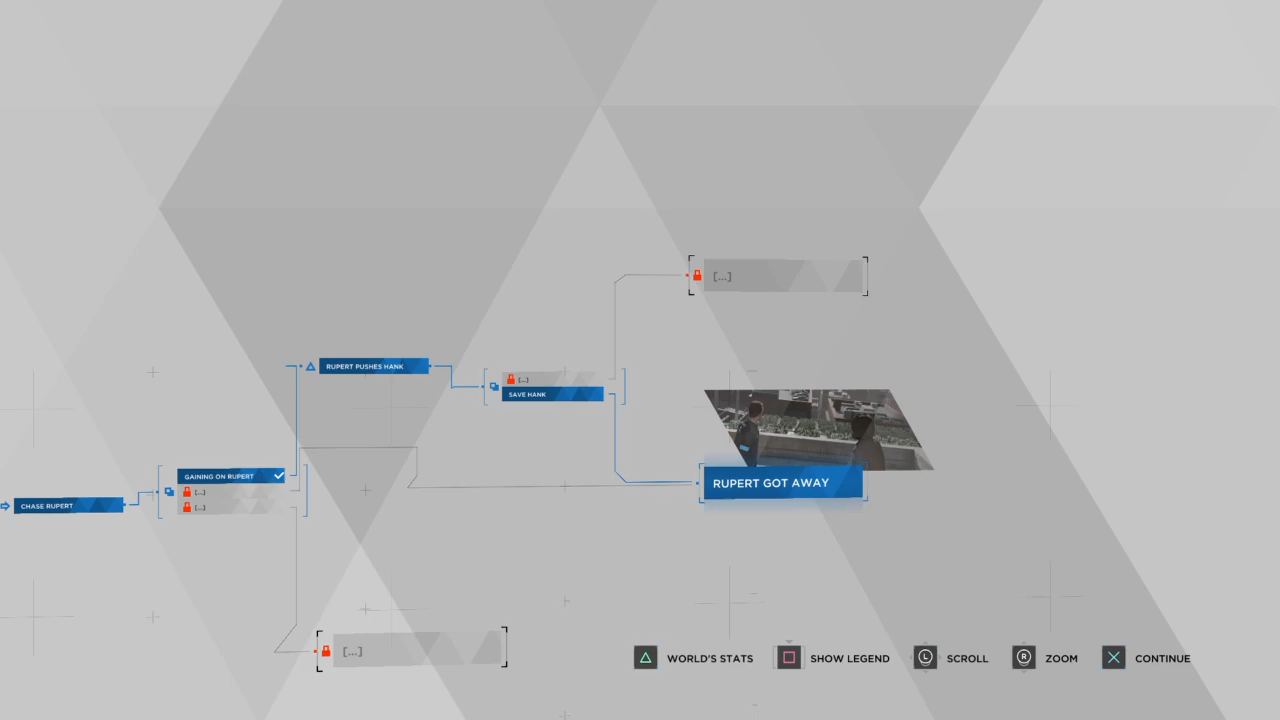 [...]
RUPERT PUSHES HANK
[...]
SAVE HANK
GAINING ON RUPERT
[...]
[...]
CHASE RUPERT
RUPERT GOT AWAY
[...]
WORLD'S STATS
SHOW LEGEND
L
SCROLL
R
ZOOM
CONTINUE